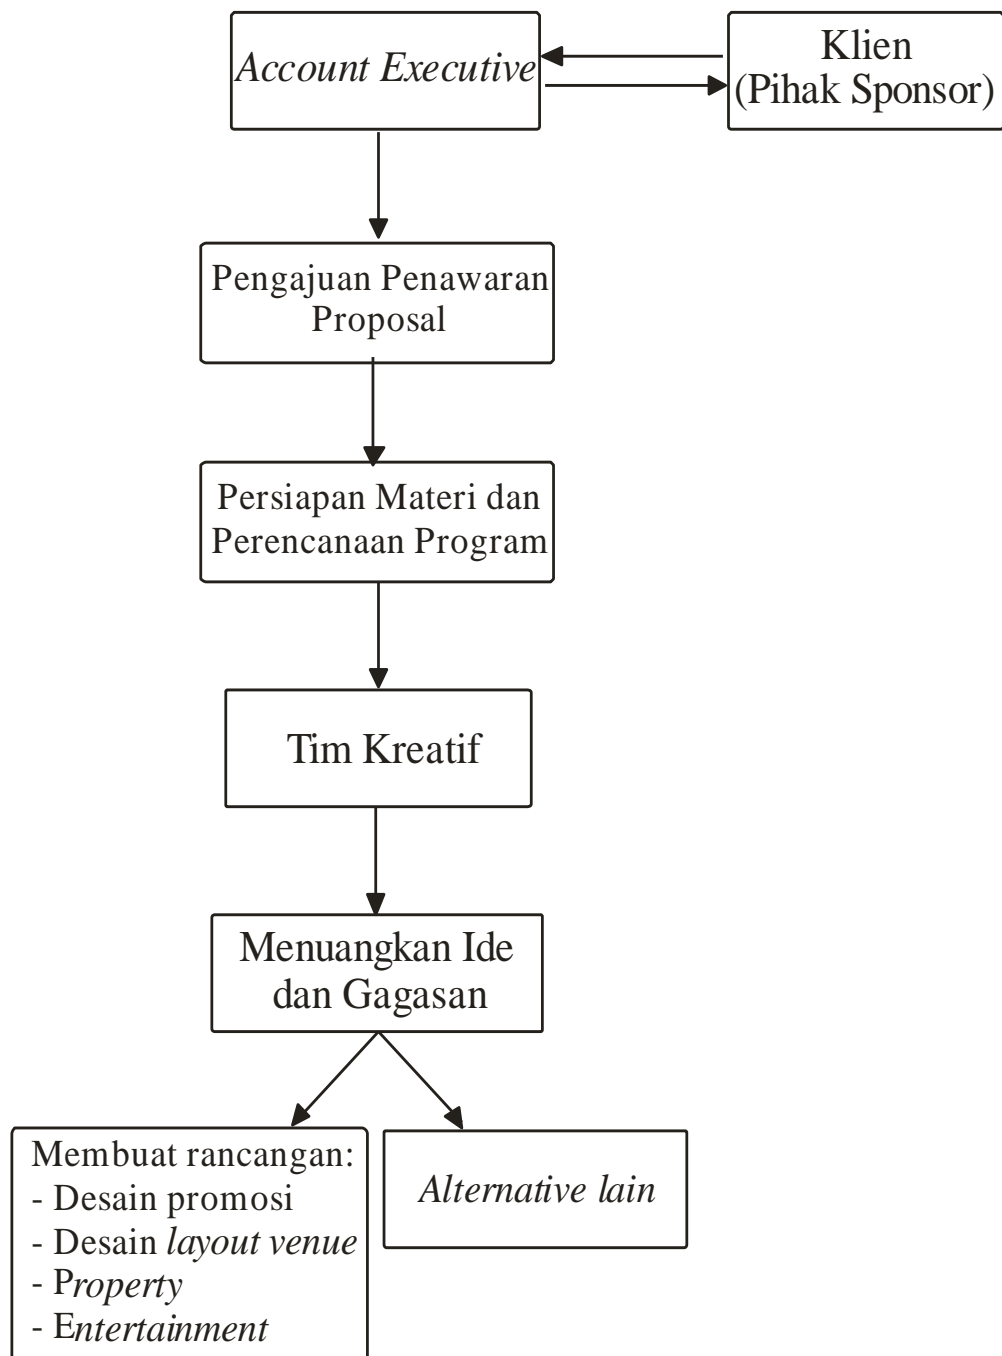 Account Executive
Klien
(Pihak Sponsor)
Pengajuan Penawaran
Proposal
Persiapan Materi dan
Perencanaan Program
Tim Kreatif
Menuangkan Ide
dan Gagasan
Membuat rancangan:
- Desain promosi
- Desain layout venue
- Property
- Entertainment
Alternative lain